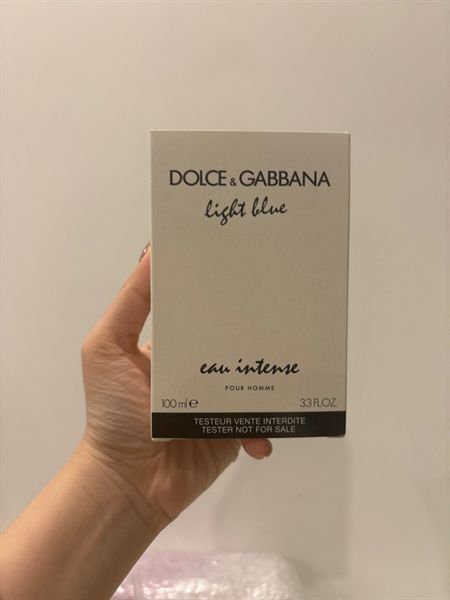 DOLCE & GABBANA
light blue
eau intense
POUR HOMME
100 ml e 3.3 FL.OZ.
TESTEUR VENTE INTERDITE
TESTER NOT FOR SALE